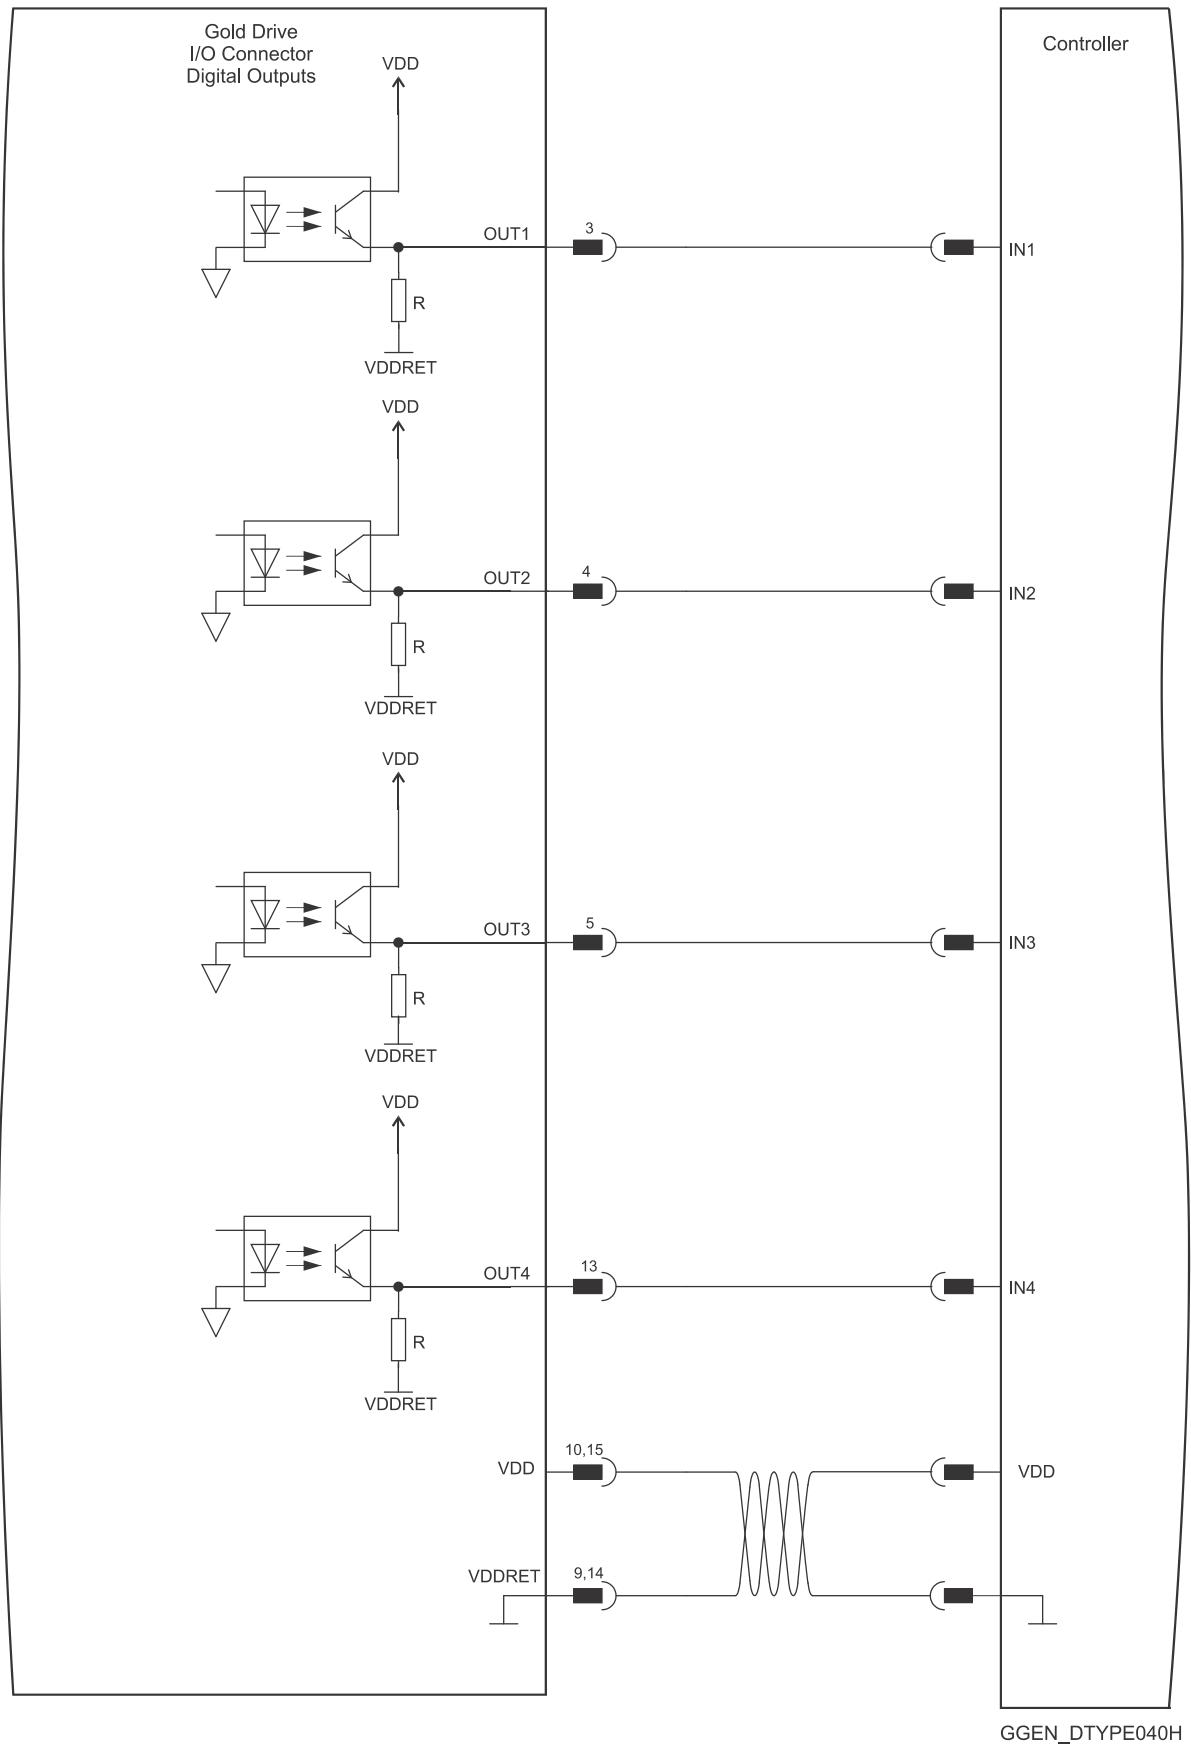 Gold Drive
I/O Connector
Digital Outputs
Controller
VDD
OUT1
3
IN1
R
VDDRET
VDD
OUT2
4
IN2
R
VDDRET
VDD
OUT3
5
IN3
R
VDDRET
VDD
OUT4
13
IN4
R
VDDRET
VDD
10,15
VDD
VDDRET
9,14
GGEN_DTYPE040H